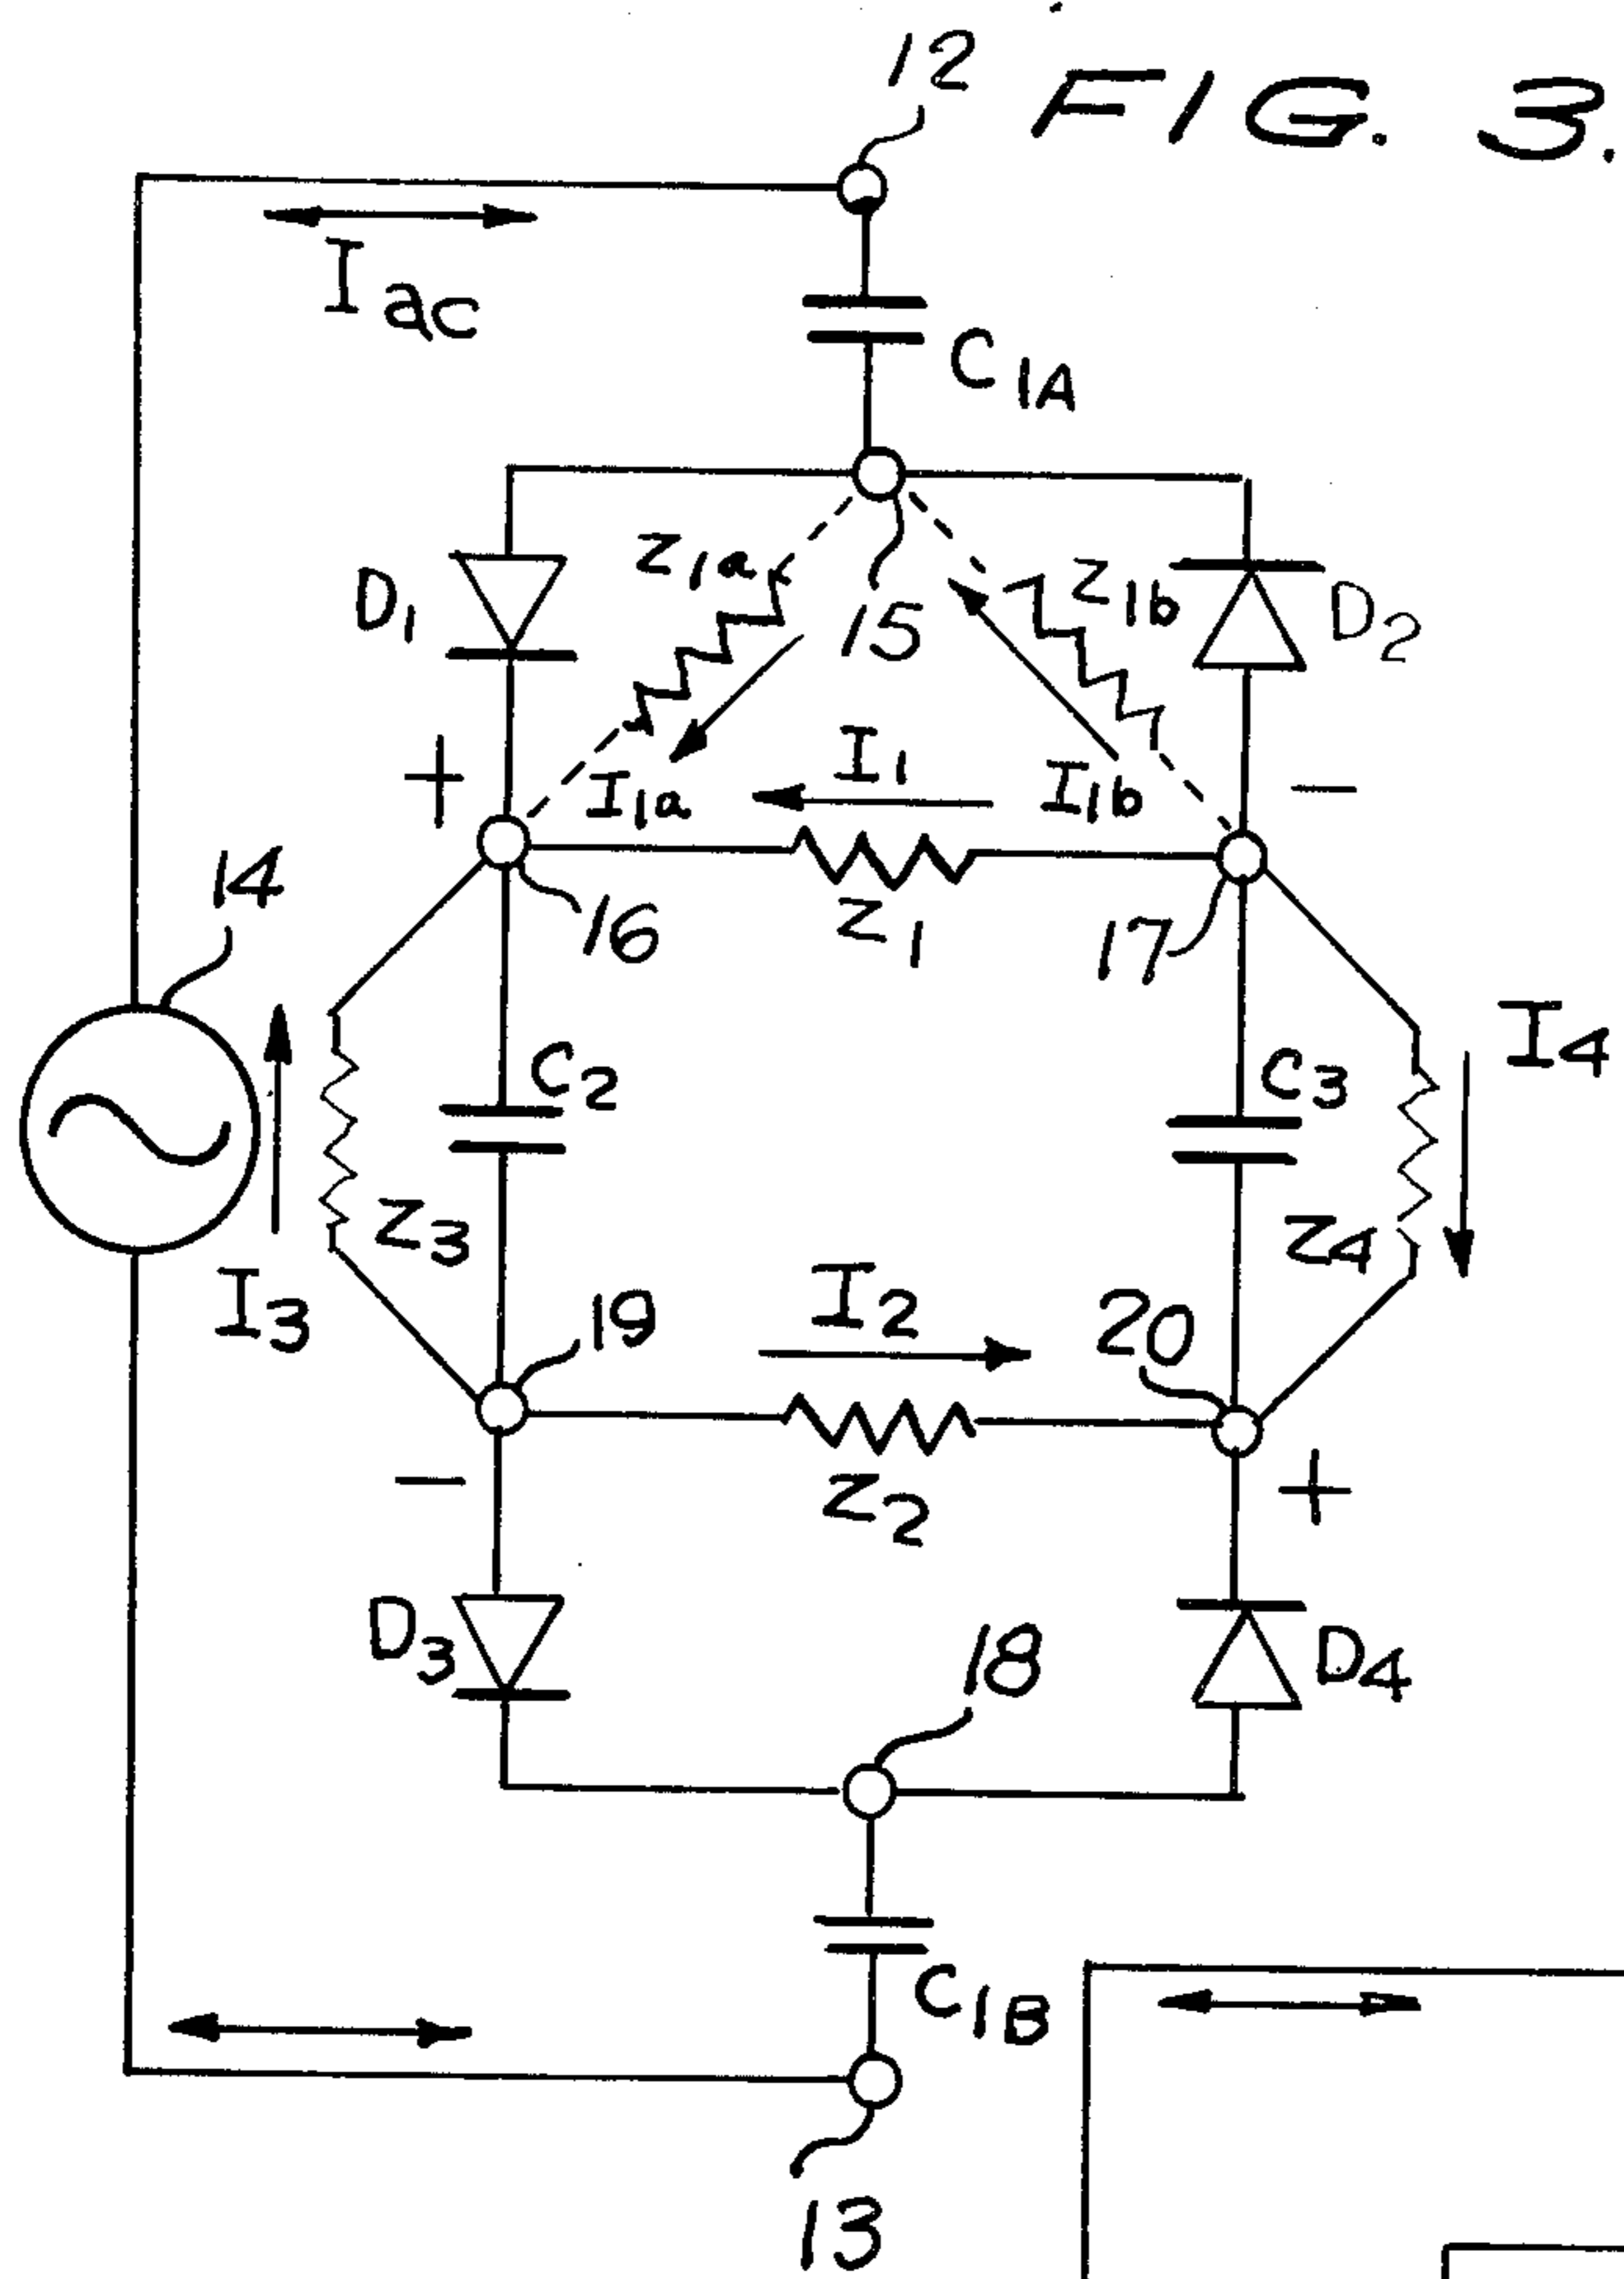 12
FIG. 3.
Iac
C1A
D1
Z1a
15
Z1b
D2
+
I1a
I1
I1b
−
14
16
Z1
17
C2
C3
I4
Z3
Z4
I3
19
I2
20
−
Z2
+
D3
18
D4
C1B
13